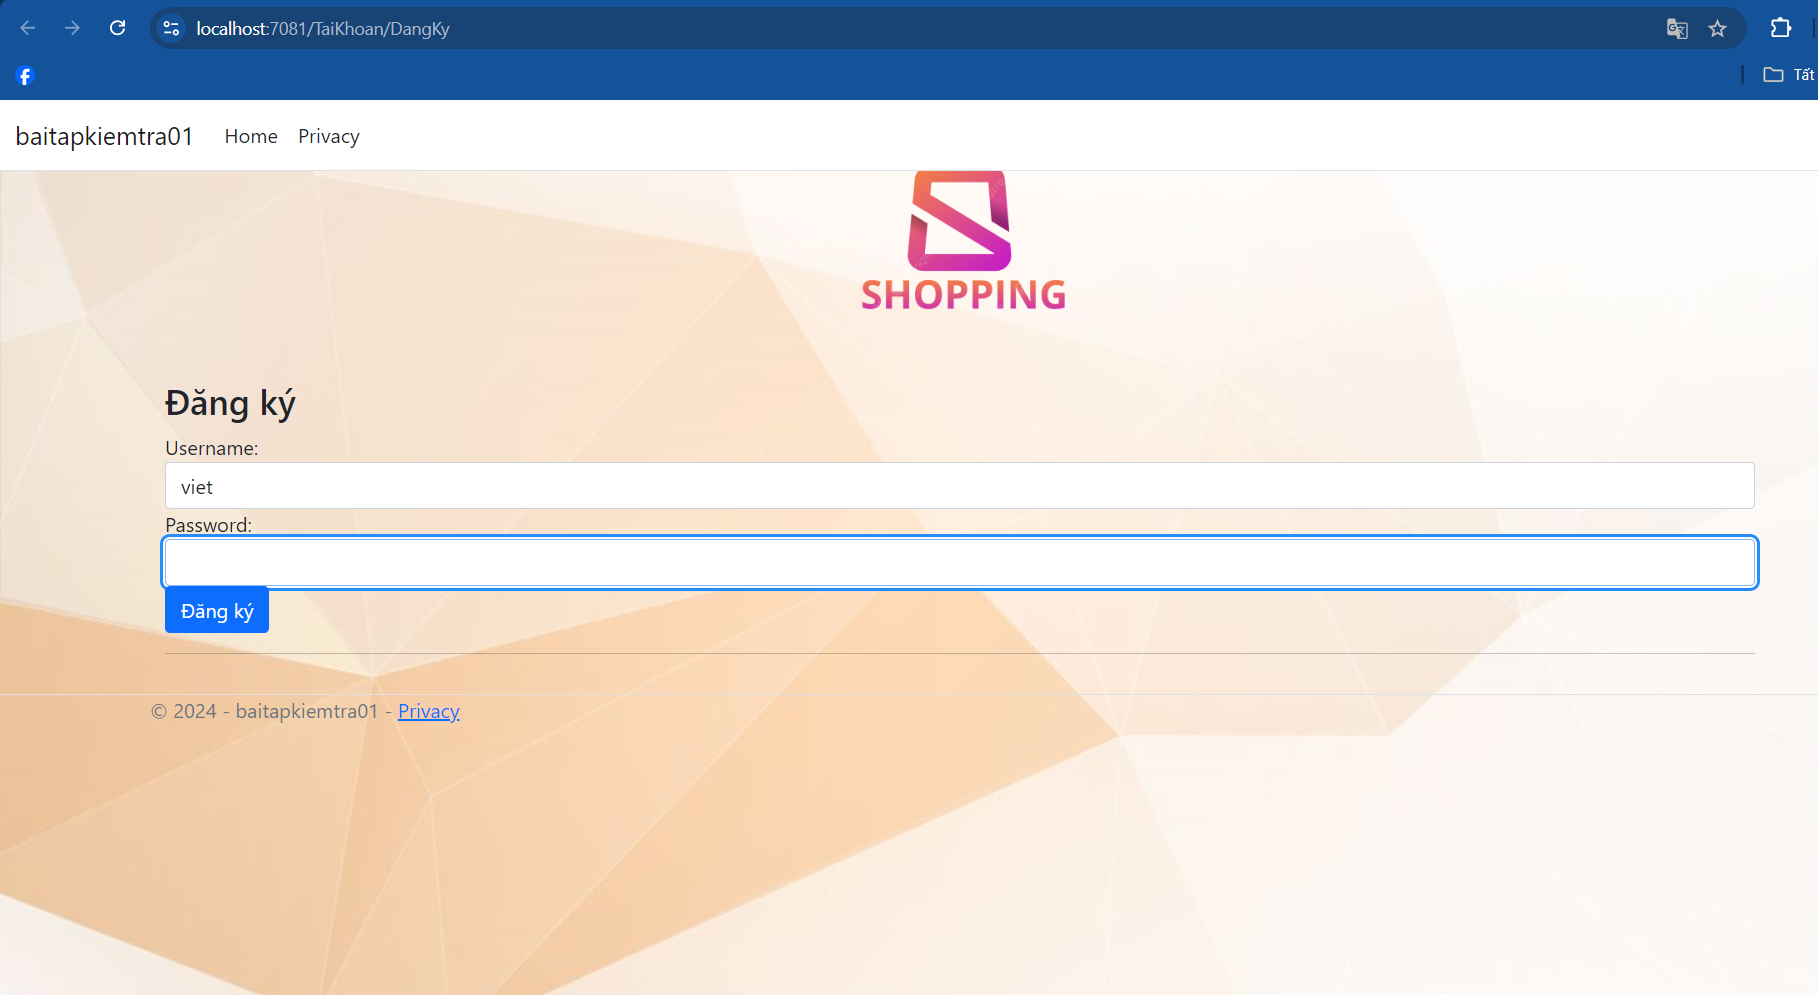 localhost:7081/TaiKhoan/DangKy
Tất
baitapkiemtra01 Home Privacy
SHOPPING
Đăng ký
Username:
viet
Password:
Đăng ký
© 2024 - baitapkiemtra01 - Privacy